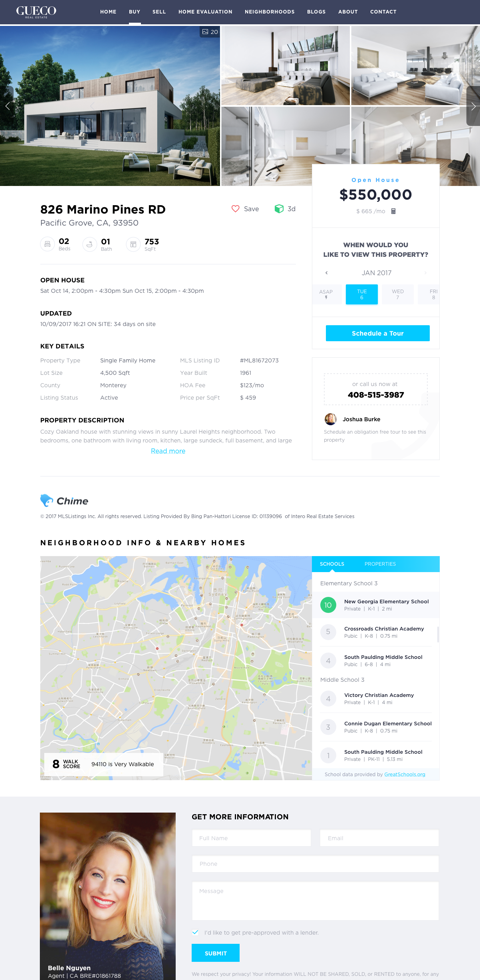 GUECO
REAL ESTATE
HOME BUY SELL HOME EVALUATION NEIGHBORHOODS BLOGS ABOUT CONTACT
20
Open House
$550,000
$ 665 /mo
826 Marino Pines RD
Pacific Grove, CA, 93950
Save 3d
02 Beds
01 Bath
753 SqFt
WHEN WOULD YOU
LIKE TO VIEW THIS PROPERTY?
JAN 2017
ASAP
TUE 6
WED 7
FRI 8
Schedule a Tour
OPEN HOUSE
Sat Oct 14, 2:00pm - 4:30pm Sun Oct 15, 2:00pm - 4:30pm
UPDATED
10/09/2017 16:21 ON SITE: 34 days on site
KEY DETAILS
Property Type Single Family Home MLS Listing ID #ML81672073
Lot Size 4,500 Sqft Year Built 1961
County Monterey HOA Fee $123/mo
Listing Status Active Price per SqFt $ 459
or call us now at
408-515-3987
Joshua Burke
Schedule an obligation free tour to see this
property
PROPERTY DESCRIPTION
Cozy Oakland house with stunning views in sunny Laurel Heights neighborhood. Two
bedrooms, one bathroom with living room, kitchen, large sundeck, full basement, and large
Read more
Chime
© 2017 MLSListings Inc. All rights reserved. Listing Provided By Bing Pan-Hattori License ID: 01139096 of Intero Real Estate Services
NEIGHBORHOOD INFO & NEARBY HOMES
SCHOOLS PROPERTIES
Elementary School 3
10 New Georgia Elementary School
Private | K-1 | 2 mi
5 Crossroads Christian Academy
Pubic | K-8 | 0.75 mi
4 South Paulding Middle School
Pubic | 6-8 | 4 mi
Middle School 3
4 Victory Christian Academy
Private | K-1 | 4 mi
3 Connie Dugan Elementary School
Pubic | K-8 | 0.75 mi
1 South Paulding Middle School
Private | PK-11 | 5.13 mi
School data provided by GreatSchools.org
8 WALK SCORE 94110 is Very Walkable
GET MORE INFORMATION
Full Name Email
Phone
Message
I'd like to get pre-approved with a lender.
SUBMIT
Belle Nguyen
Agent | CA BRE#01861788
We respect your privacy! Your information WILL NOT BE SHARED, SOLD, or RENTED to anyone, for any